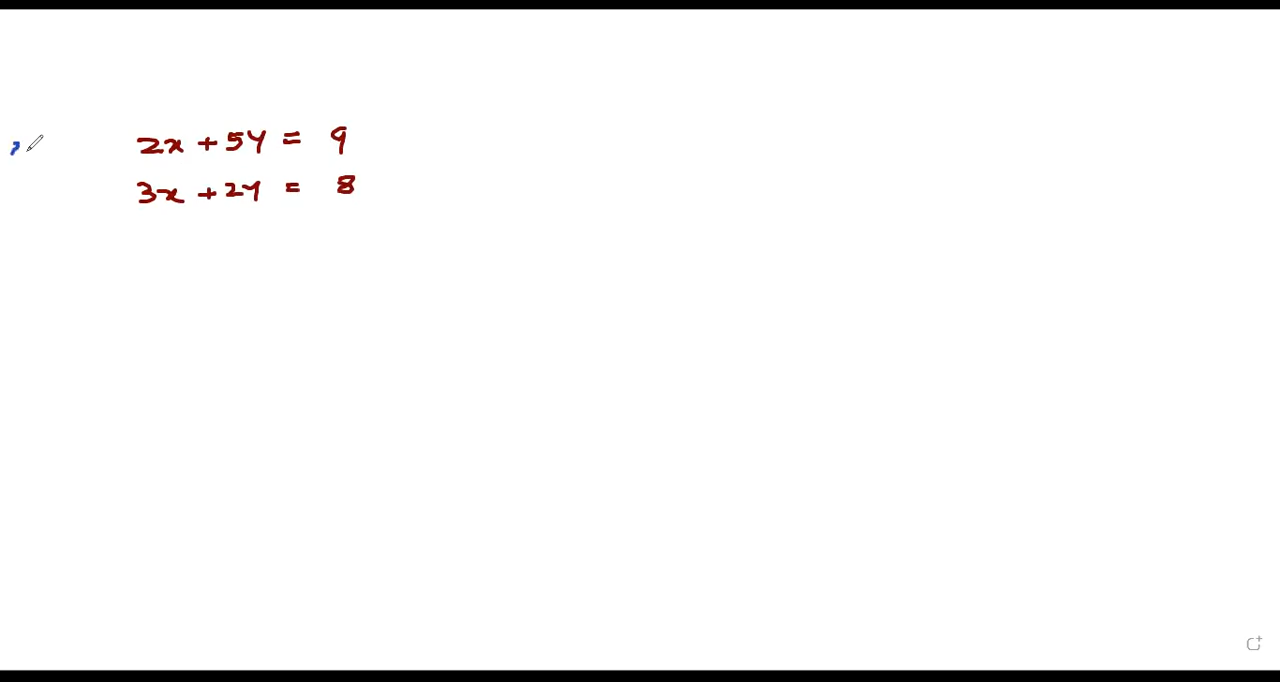 2x + 5y = 9
3x + 2y = 8